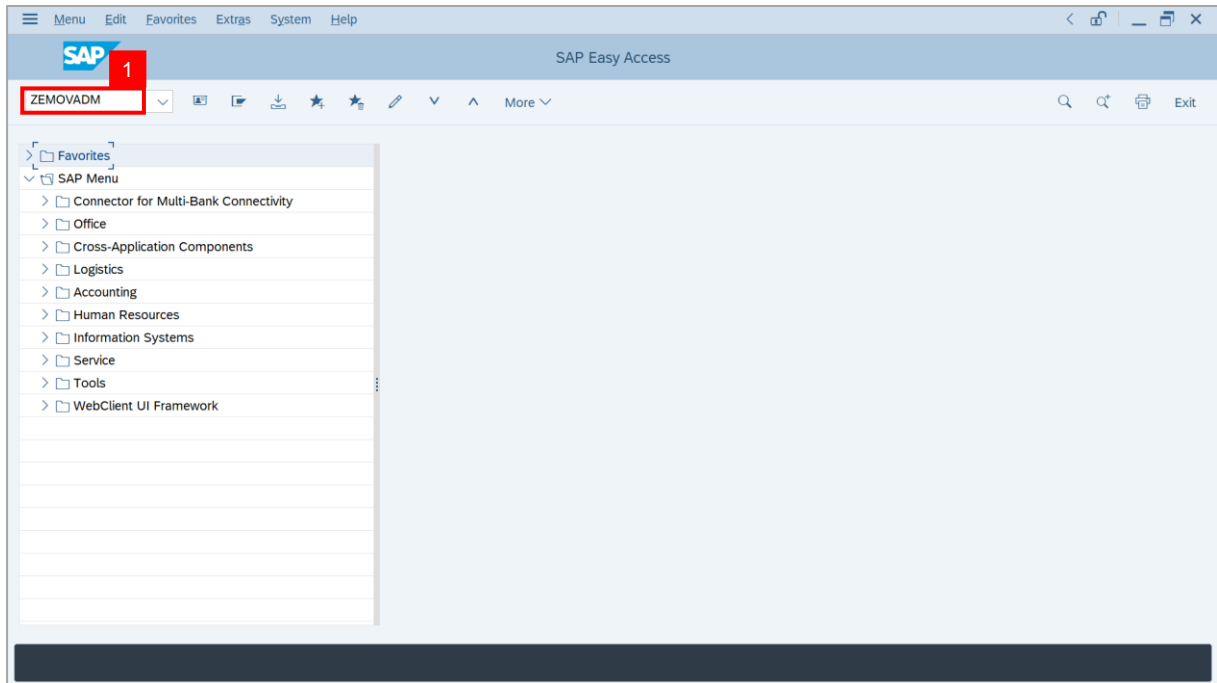 Menu Edit Favorites Extras System Help
SAP
SAP Easy Access
1
ZEMOVADM
More
Exit
Favorites
SAP Menu
Connector for Multi-Bank Connectivity
Office
Cross-Application Components
Logistics
Accounting
Human Resources
Information Systems
Service
Tools
WebClient UI Framework